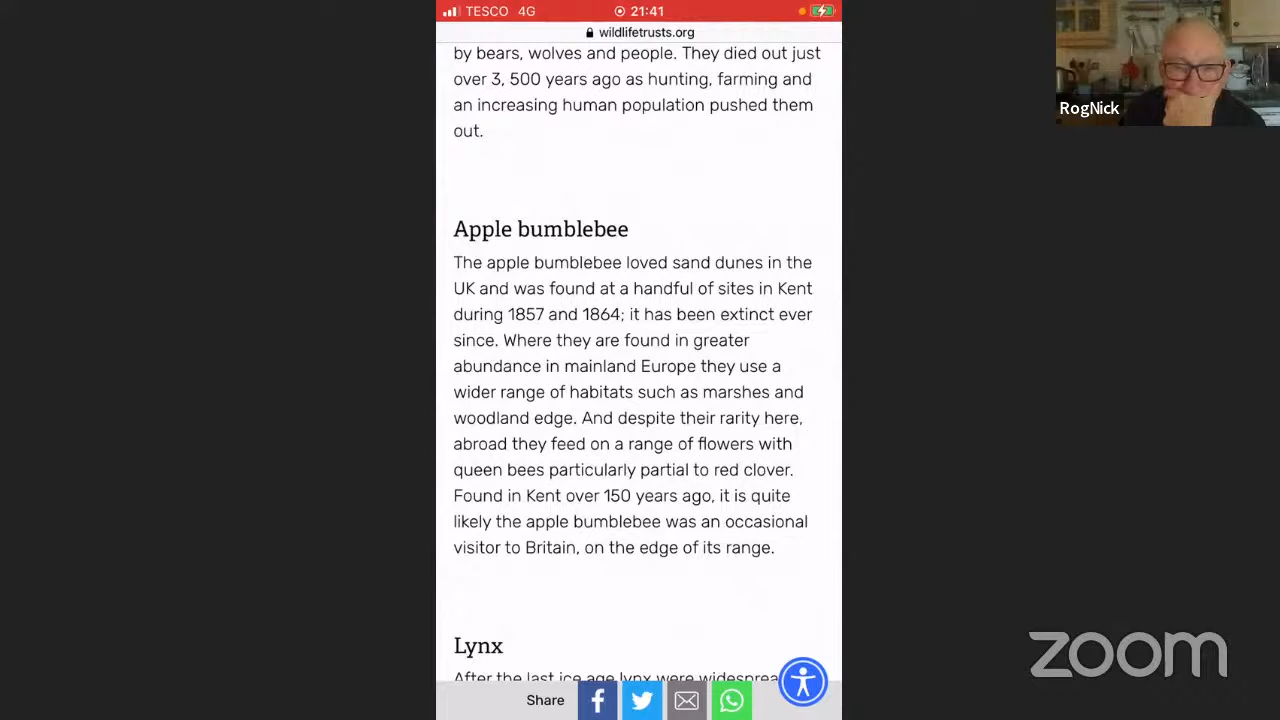 TESCO 4G 21:41
wildlifetrusts.org
by bears, wolves and people. They died out just
over 3, 500 years ago as hunting, farming and
an increasing human population pushed them
out.
Apple bumblebee
The apple bumblebee loved sand dunes in the
UK and was found at a handful of sites in Kent
during 1857 and 1864; it has been extinct ever
since. Where they are found in greater
abundance in mainland Europe they use a
wider range of habitats such as marshes and
woodland edge. And despite their rarity here,
abroad they feed on a range of flowers with
queen bees particularly partial to red clover.
Found in Kent over 150 years ago, it is quite
likely the apple bumblebee was an occasional
visitor to Britain, on the edge of its range.
Lynx
After the last ice age lynx were widesprea
Share
RogNick
zoom